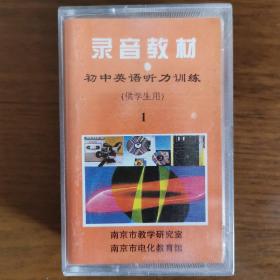 录音教材
初中英语听力训练
(供学生用)
1
南京市教学研究室
南京市电化教育馆